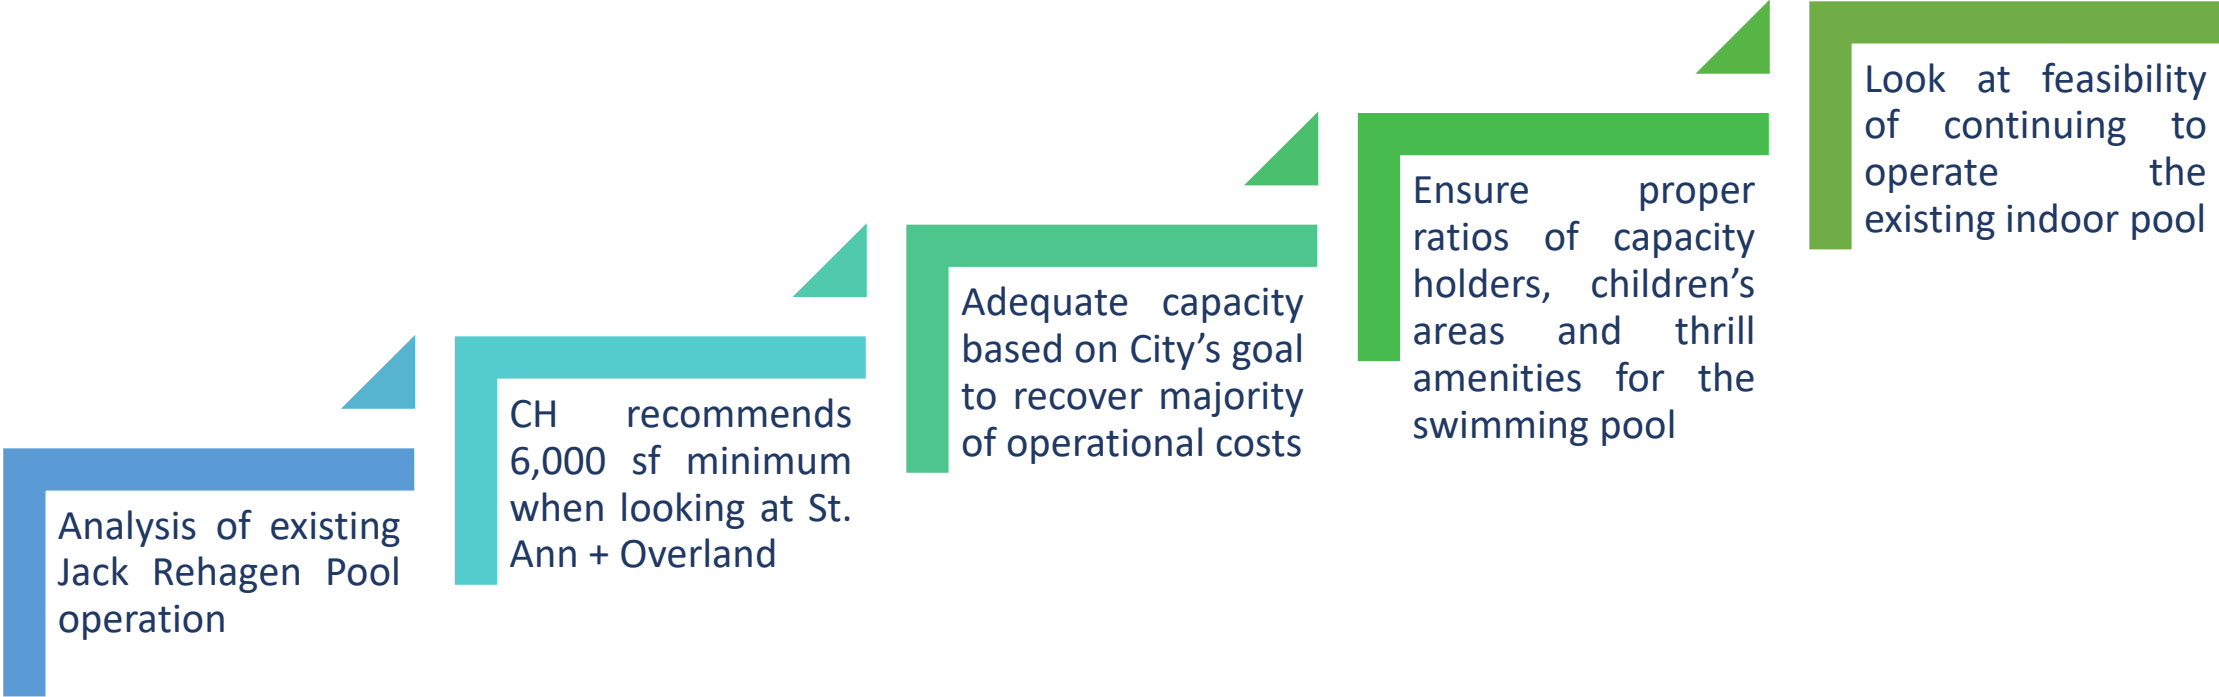 Analysis of existing
Jack Rehagen Pool
operation
CH recommends
6,000 sf minimum
when looking at St.
Ann + Overland
Adequate capacity
based on City’s goal
to recover majority
of operational costs
Ensure proper
ratios of capacity
holders, children’s
areas and thrill
amenities for the
swimming pool
Look at feasibility
of continuing to
operate the
existing indoor pool